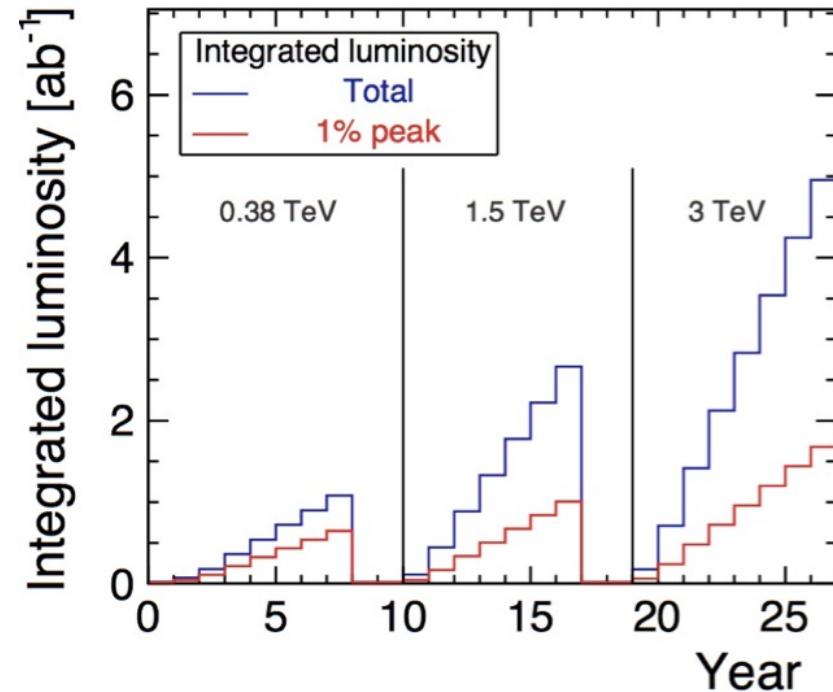 Integrated luminosity [ab-1]
Integrated luminosity
Total
1% peak
0.38 TeV
1.5 TeV
3 TeV
6
4
2
0
0 5 10 15 20 25
Year